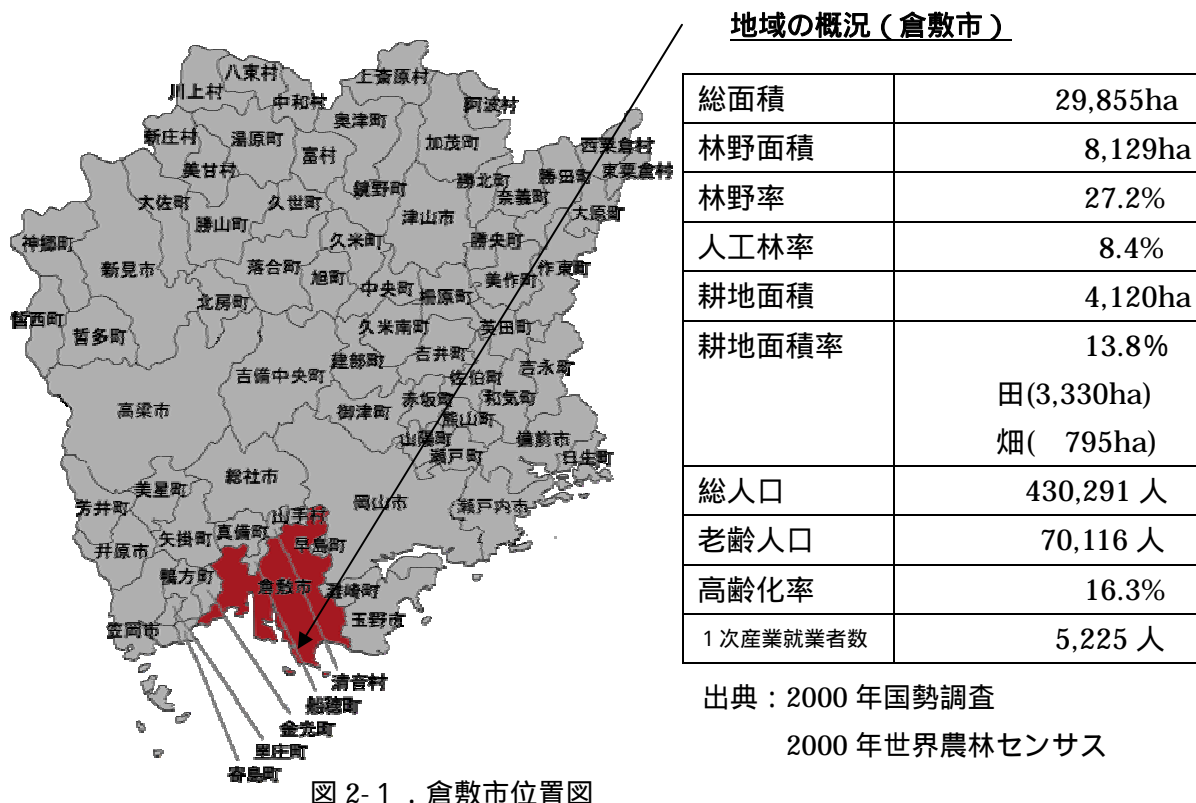 地域の概況（倉敷市）
総面積 29,855ha
林野面積 8,129ha
林野率 27.2%
人工林率 8.4%
耕地面積 4,120ha
耕地面積率 13.8%
田(3,330ha)
畑( 795ha)
総人口 430,291 人
老齢人口 70,116 人
高齢化率 16.3%
1 次産業就業者数 5,225 人
出典：2000 年国勢調査
2000 年世界農林センサス
八束村
川上村
中和村
上斎原村
阿波村
新庄村
湯原町
奥津町
加茂町
西粟倉村
東粟倉村
美甘村
富村
鏡野町
勝北町
勝田町
奈義町
大原町
大佐町
勝山町
久世町
津山市
神郷町
新見市
落合町
久米町
旭町
中央町
柵原町
勝央町
美作町
作東町
北房町
哲西町
哲多町
久米南町
英田町
建部町
吉井町
佐伯町
吉永町
吉備中央町
高梁市
御津町
赤坂町
和気町
熊山町
山陽町
瀬戸町
備前市
日生町
総社市
岡山市
瀬戸内市
美星町
芳井町
井原市
矢掛町
真備町
山手村
早島町
鴨方町
倉敷市
灘崎町
玉野市
笠岡市
清音村
船穂町
金光町
里庄町
寄島町
図 2-1 ．倉敷市位置図